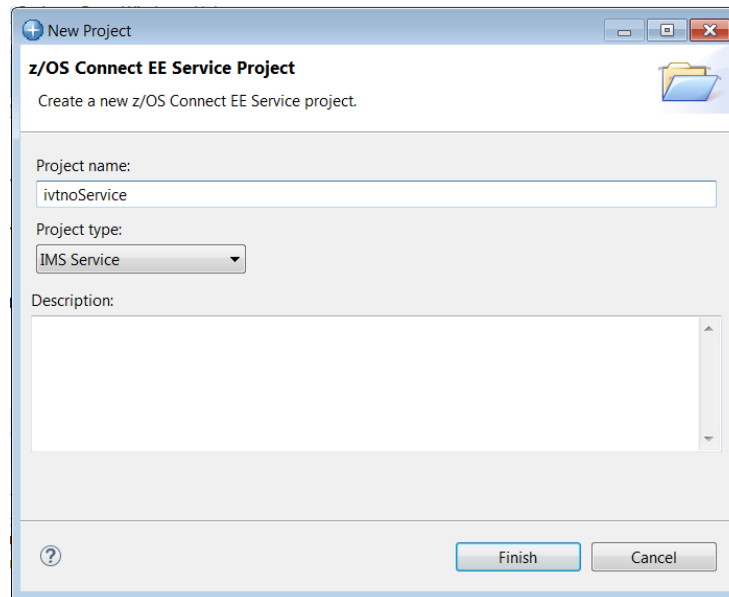 New Project
z/OS Connect EE Service Project
Create a new z/OS Connect EE Service project.
Project name:
ivtnoService
Project type:
IMS Service
Description:
?
Finish
Cancel